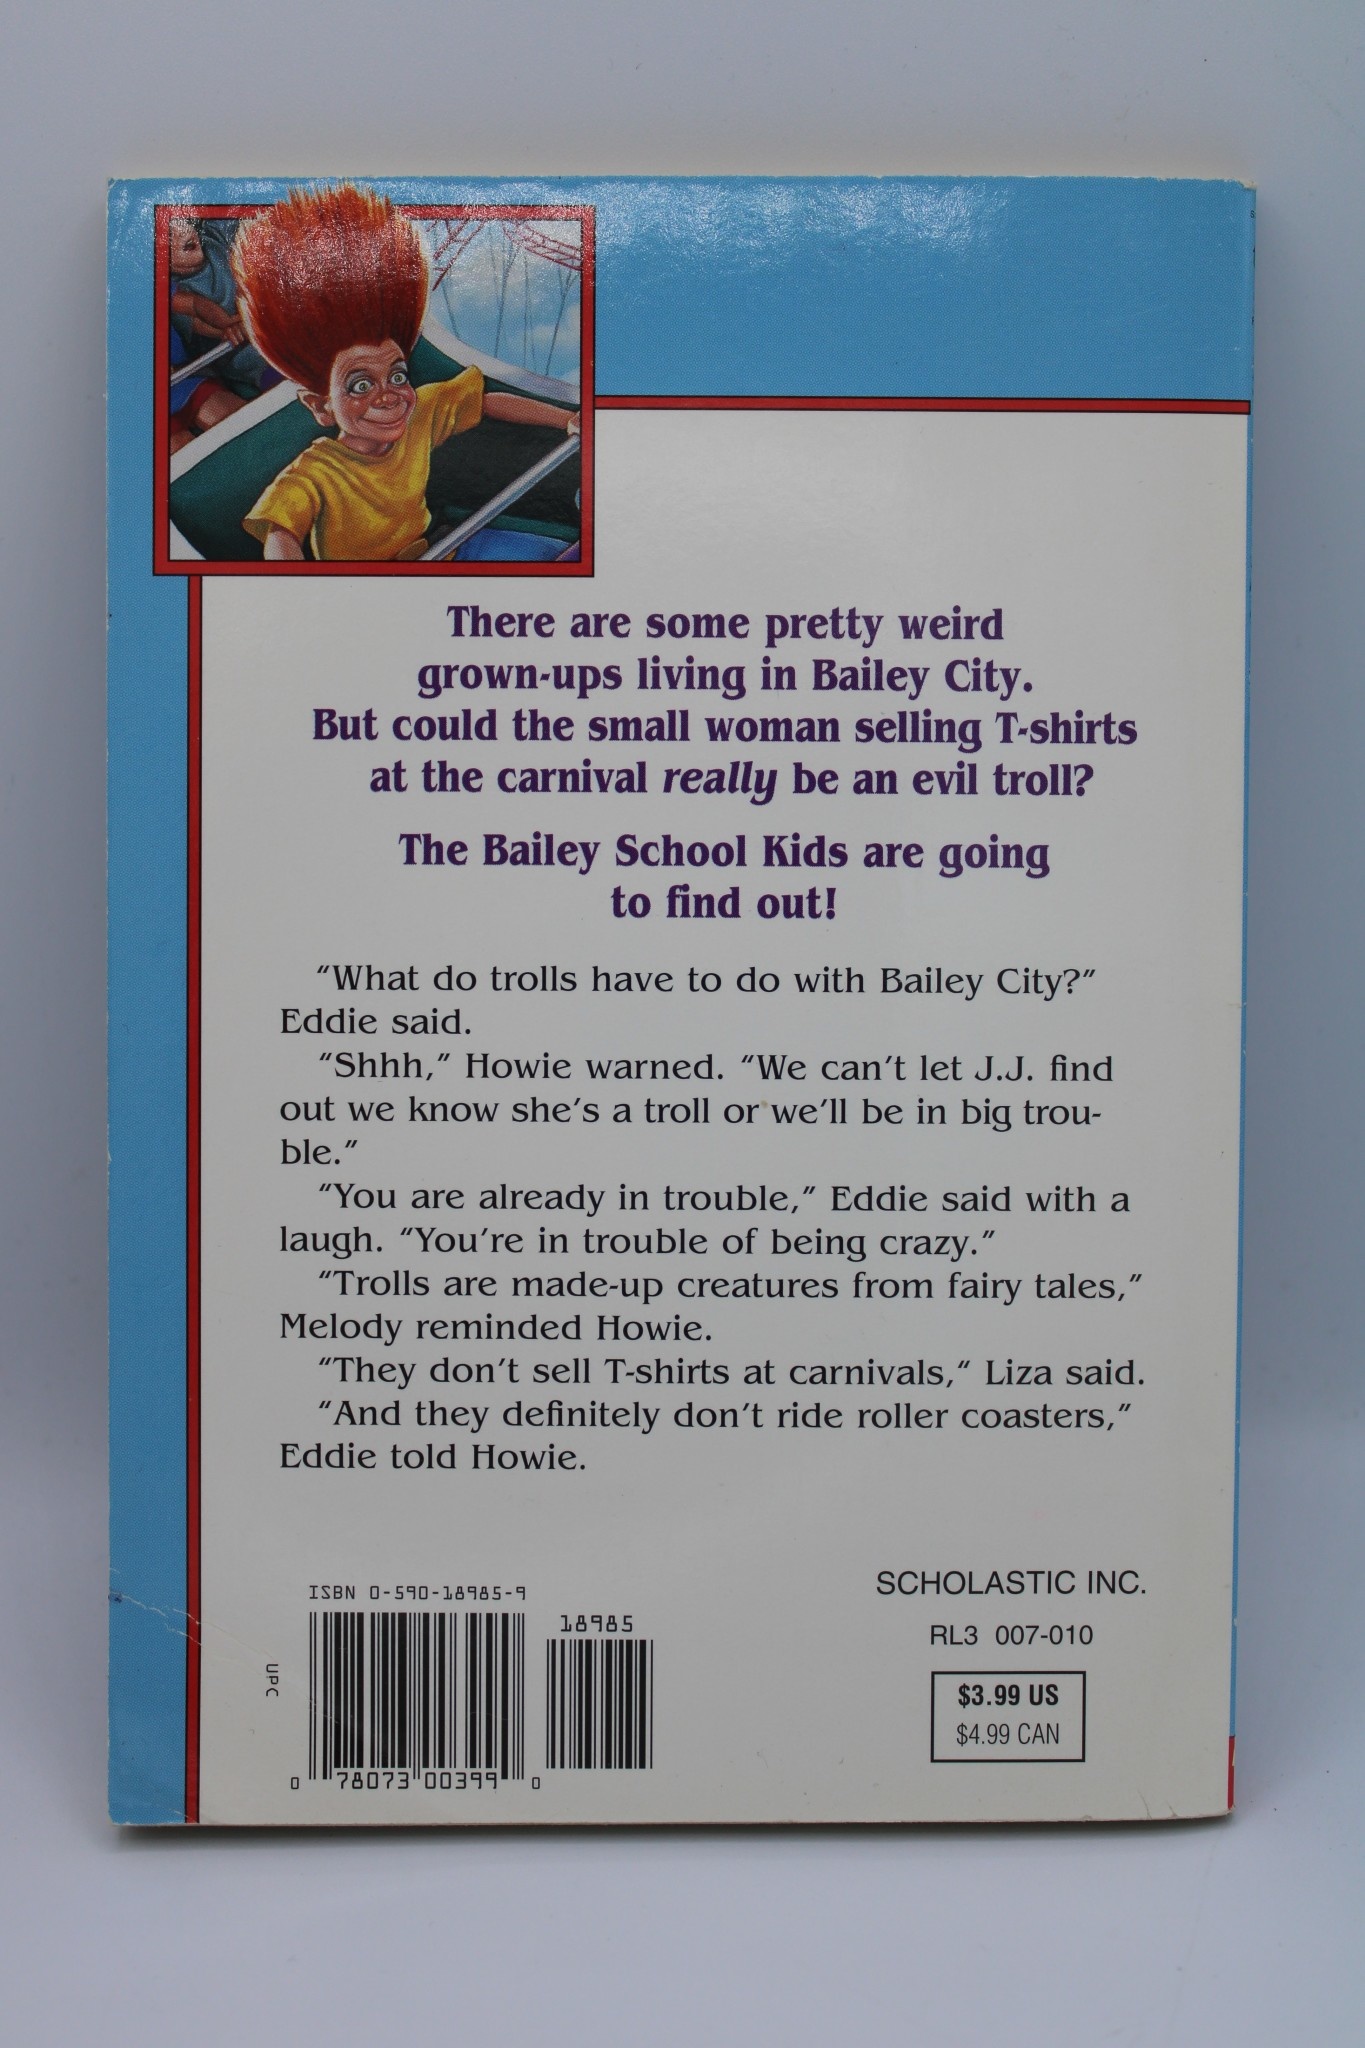 There are some pretty weird
grown-ups living in Bailey City.
But could the small woman selling T-shirts
at the carnival really be an evil troll?
The Bailey School Kids are going
to find out!
“What do trolls have to do with Bailey City?”
Eddie said.
“Shhh,” Howie warned. “We can’t let J.J. find
out we know she’s a troll or we’ll be in big trou-
ble.”
“You are already in trouble,” Eddie said with a
laugh. “You’re in trouble of being crazy.”
“Trolls are made-up creatures from fairy tales,”
Melody reminded Howie.
“They don’t sell T-shirts at carnivals,“ Liza said.
“And they definitely don’t ride roller coasters,”
Eddie told Howie.
ISBN 0-590-18985-9
18985
UPC
0 78073 00399 0
SCHOLASTIC INC.
RL3 007-010
$3.99 US
$4.99 CAN